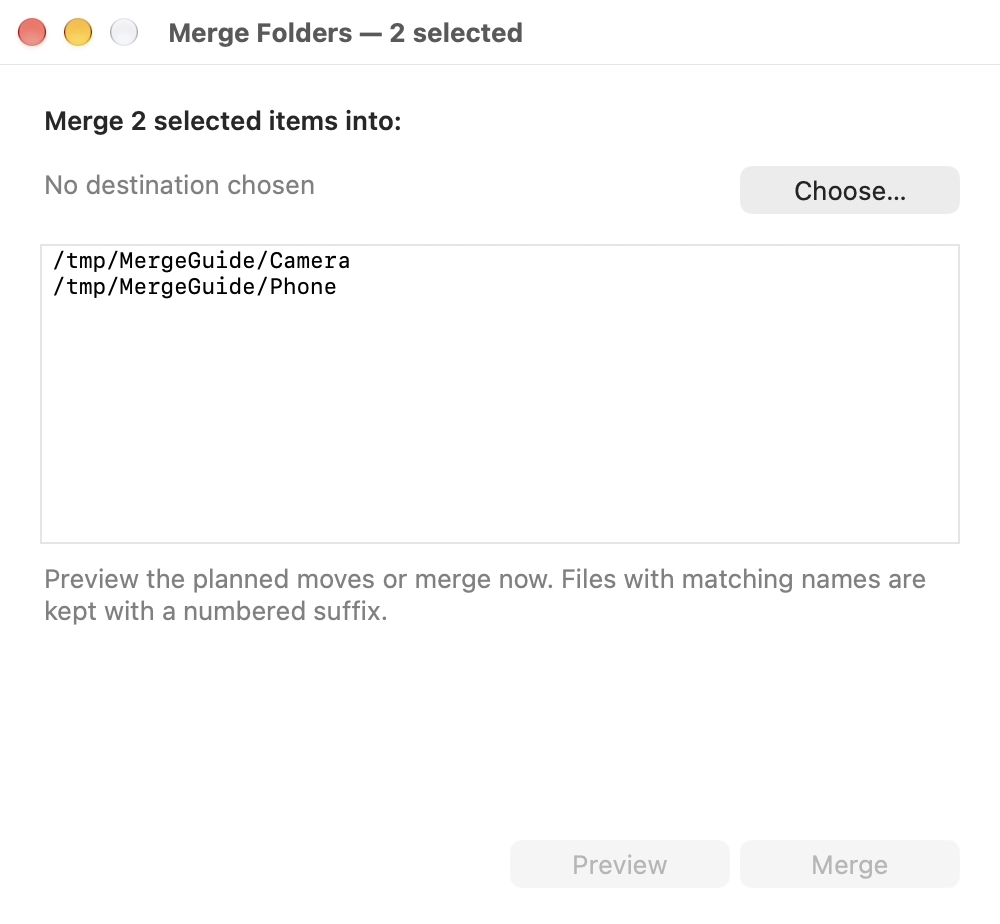 Merge Folders — 2 selected
Merge 2 selected items into:
No destination chosen
Choose...
/tmp/MergeGuide/Camera
/tmp/MergeGuide/Phone
Preview the planned moves or merge now. Files with matching names are
kept with a numbered suffix.
Preview
Merge